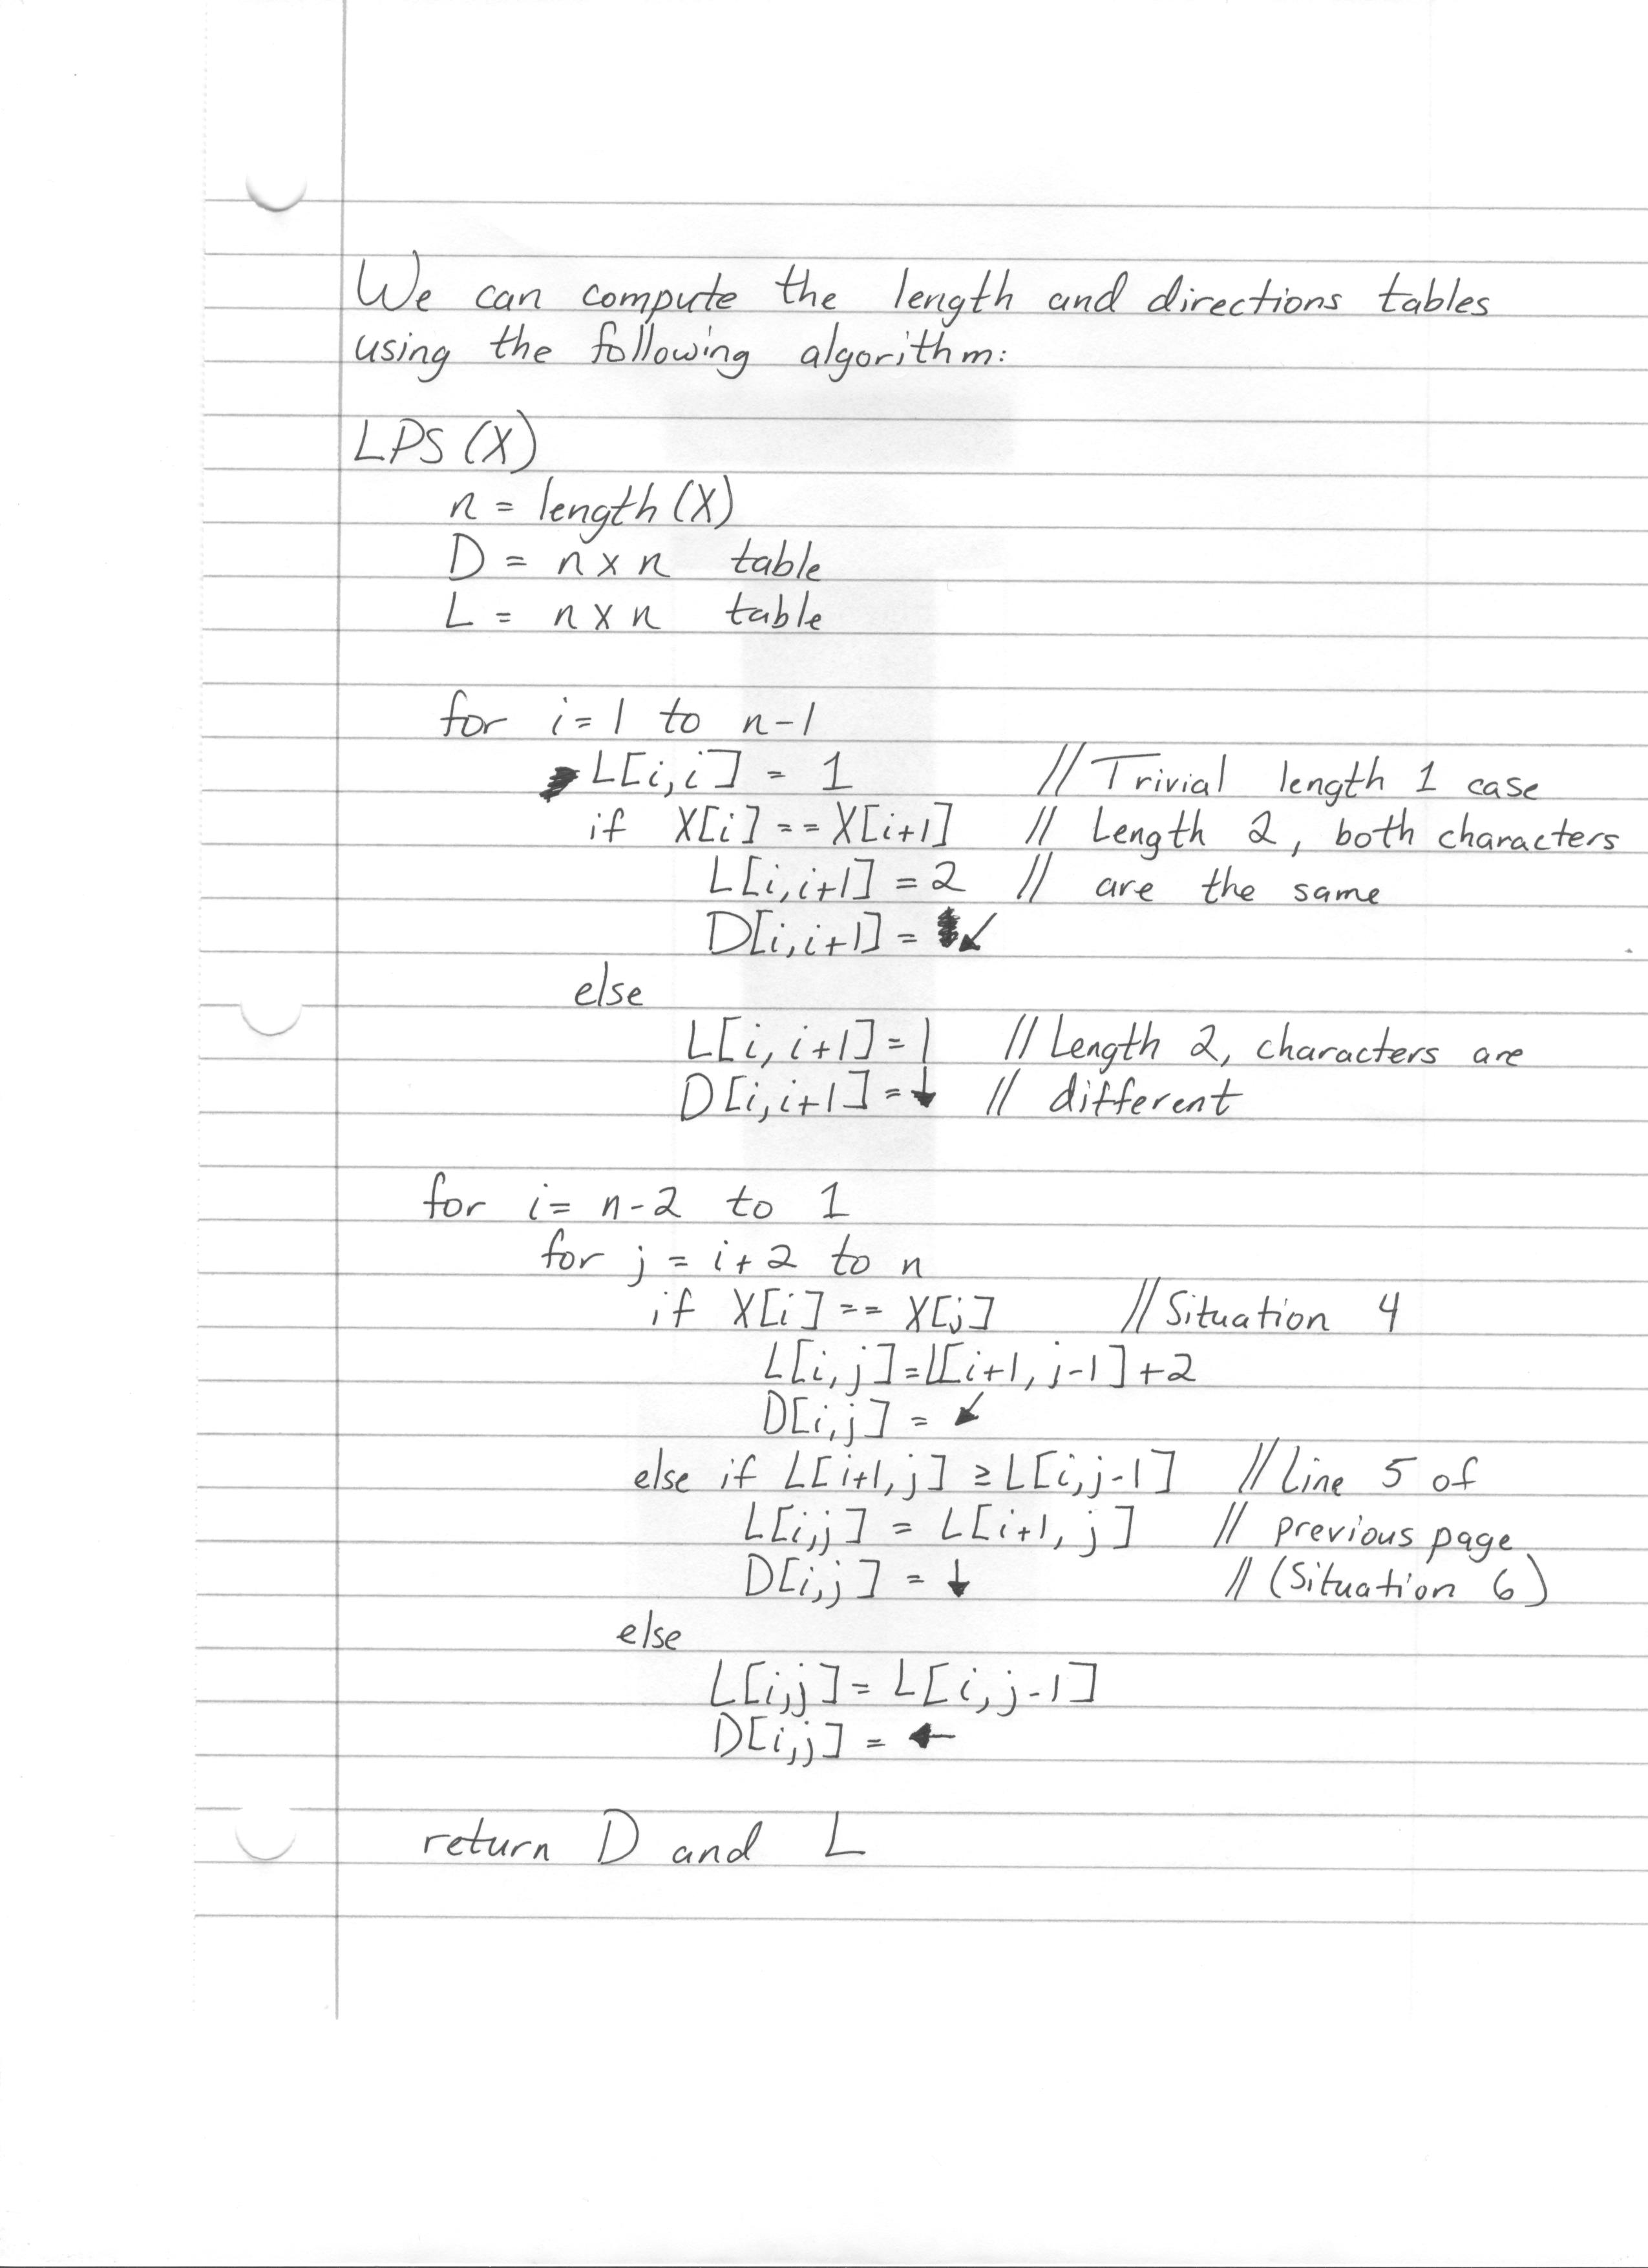 We can compute the length and directions tables
using the following algorithm:
LPS (X)
n = length (X)
D = n x n table
L = n x n table
for i=1 to n-1
L[i,i] = 1 // Trivial length 1 case
if X[i] == X[i+1] // Length 2, both characters
L[i,i+1] = 2 // are the same
D[i,i+1] = ↙
else
L[i,i+1] = 1 // Length 2, characters are
D[i,i+1] = ↓ // different
for i= n-2 to 1
for j = i+2 to n
if X[i] == X[j] // Situation 4
L[i,j]=L[i+1, j-1]+2
D[i,j] = ↙
else if L[i+1,j] ≥ L[i,j-1] // Line 5 of
L[i,j] = L[i+1, j] // previous page
D[i,j] = ↓ // (Situation 6)
else
L[i,j] = L[i,j-1]
D[i,j] = ←
return D and L